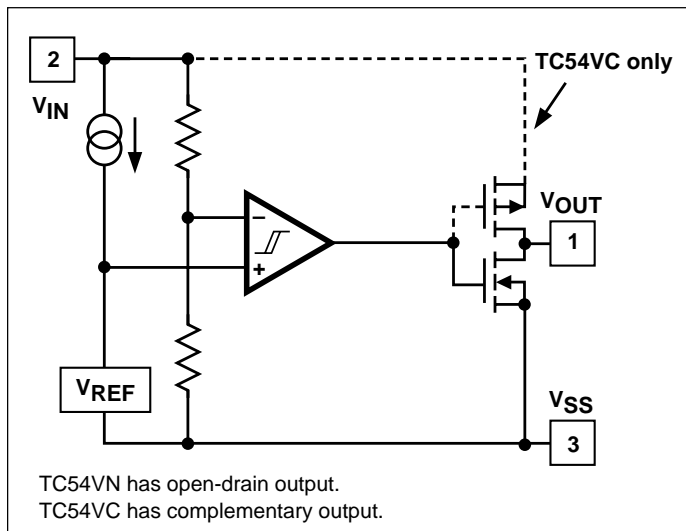 2
TC54VC only
VIN
VOUT
1
−
+
VREF
VSS
3
TC54VN has open-drain output.
TC54VC has complementary output.